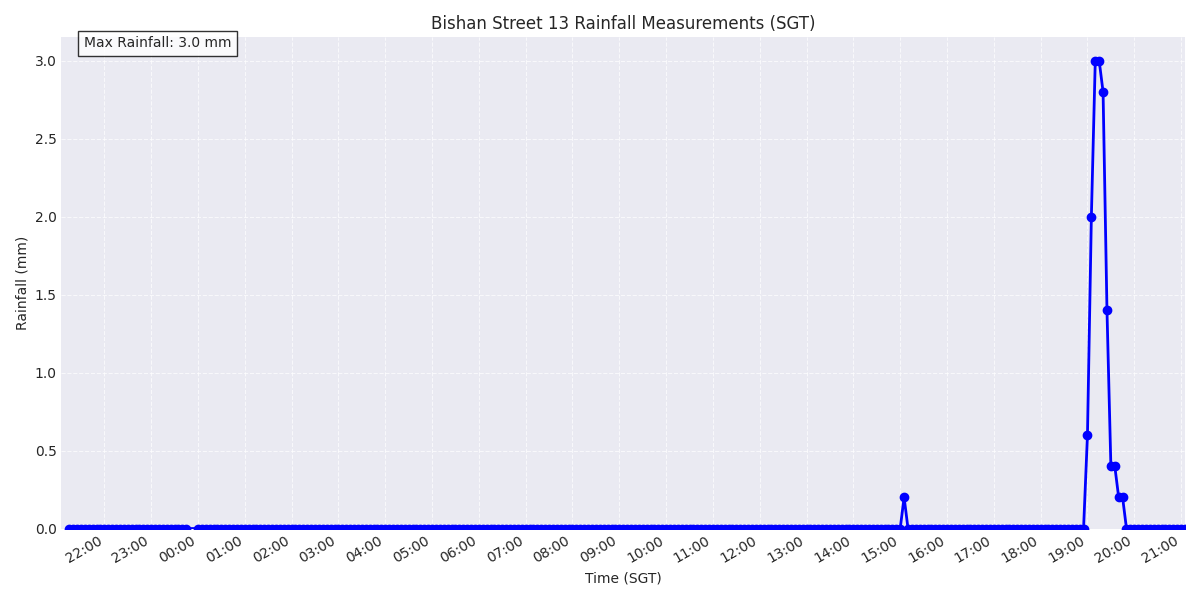 Bishan Street 13 Rainfall Measurements (SGT)
Max Rainfall: 3.0 mm
3.0
2.5
2.0
1.5
1.0
0.5
0.0
Rainfall (mm)
22:00 23:00 00:00 01:00 02:00 03:00 04:00 05:00 06:00 07:00 08:00 09:00 10:00 11:00 12:00 13:00 14:00 15:00 16:00 17:00 18:00 19:00 20:00 21:00
Time (SGT)